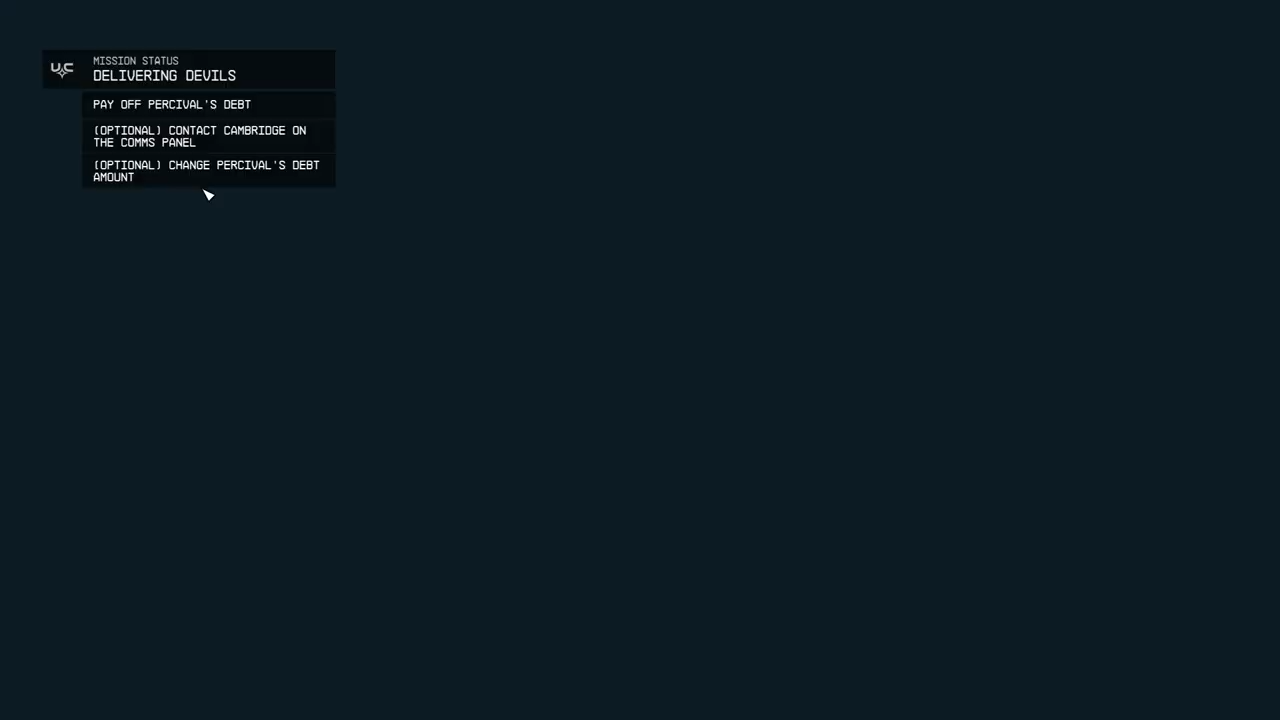 UC
MISSION STATUS
DELIVERING DEVILS
PAY OFF PERCIVAL'S DEBT
(OPTIONAL) CONTACT CAMBRIDGE ON
THE COMMS PANEL
(OPTIONAL) CHANGE PERCIVAL'S DEBT
AMOUNT